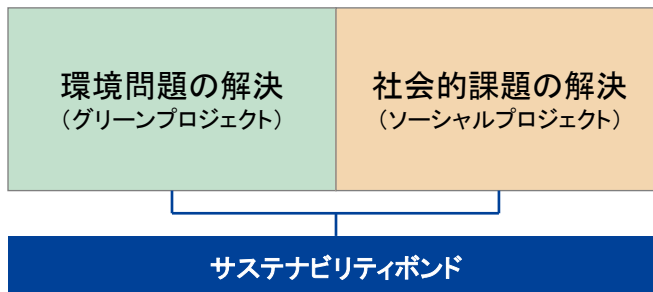 環境問題の解決
（グリーンプロジェクト）
社会的課題の解決
（ソーシャルプロジェクト）
サステナビリティボンド